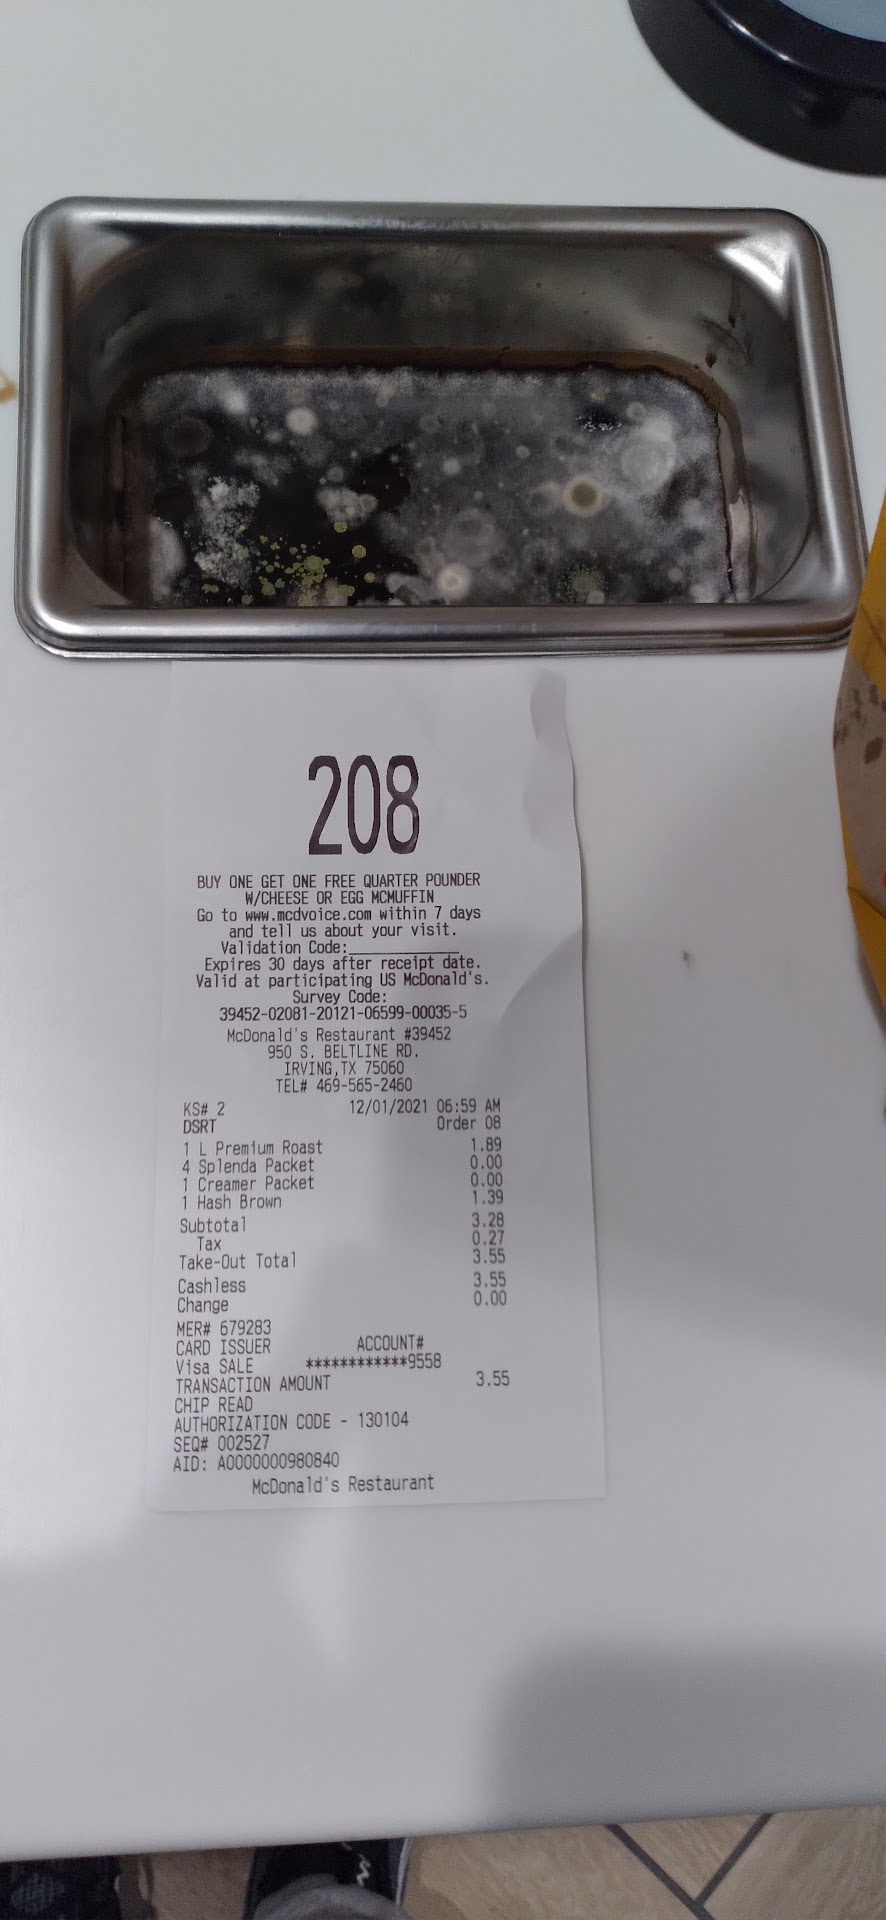 208
BUY ONE GET ONE FREE QUARTER POUNDER
W/CHEESE OR EGG MCMUFFIN
Go to www.mcdvoice.com within 7 days
and tell us about your visit.
Validation Code:____________
Expires 30 days after receipt date.
Valid at participating US McDonald's.
Survey Code:
39452-02081-20121-06599-00035-5
McDonald's Restaurant #39452
950 S. BELTLINE RD.
IRVING,TX 75060
TEL# 469-565-2460
KS# 2 12/01/2021 06:59 AM
DSRT Order 08
1 L Premium Roast 1.89
4 Splenda Packet 0.00
1 Creamer Packet 0.00
1 Hash Brown 1.39
Subtotal 3.28
Tax 0.27
Take-Out Total 3.55
Cashless 3.55
Change 0.00
MER# 679283
CARD ISSUER ACCOUNT#
Visa SALE ************9558
TRANSACTION AMOUNT 3.55
CHIP READ
AUTHORIZATION CODE - 130104
SEQ# 002527
AID: A0000000980840
McDonald's Restaurant